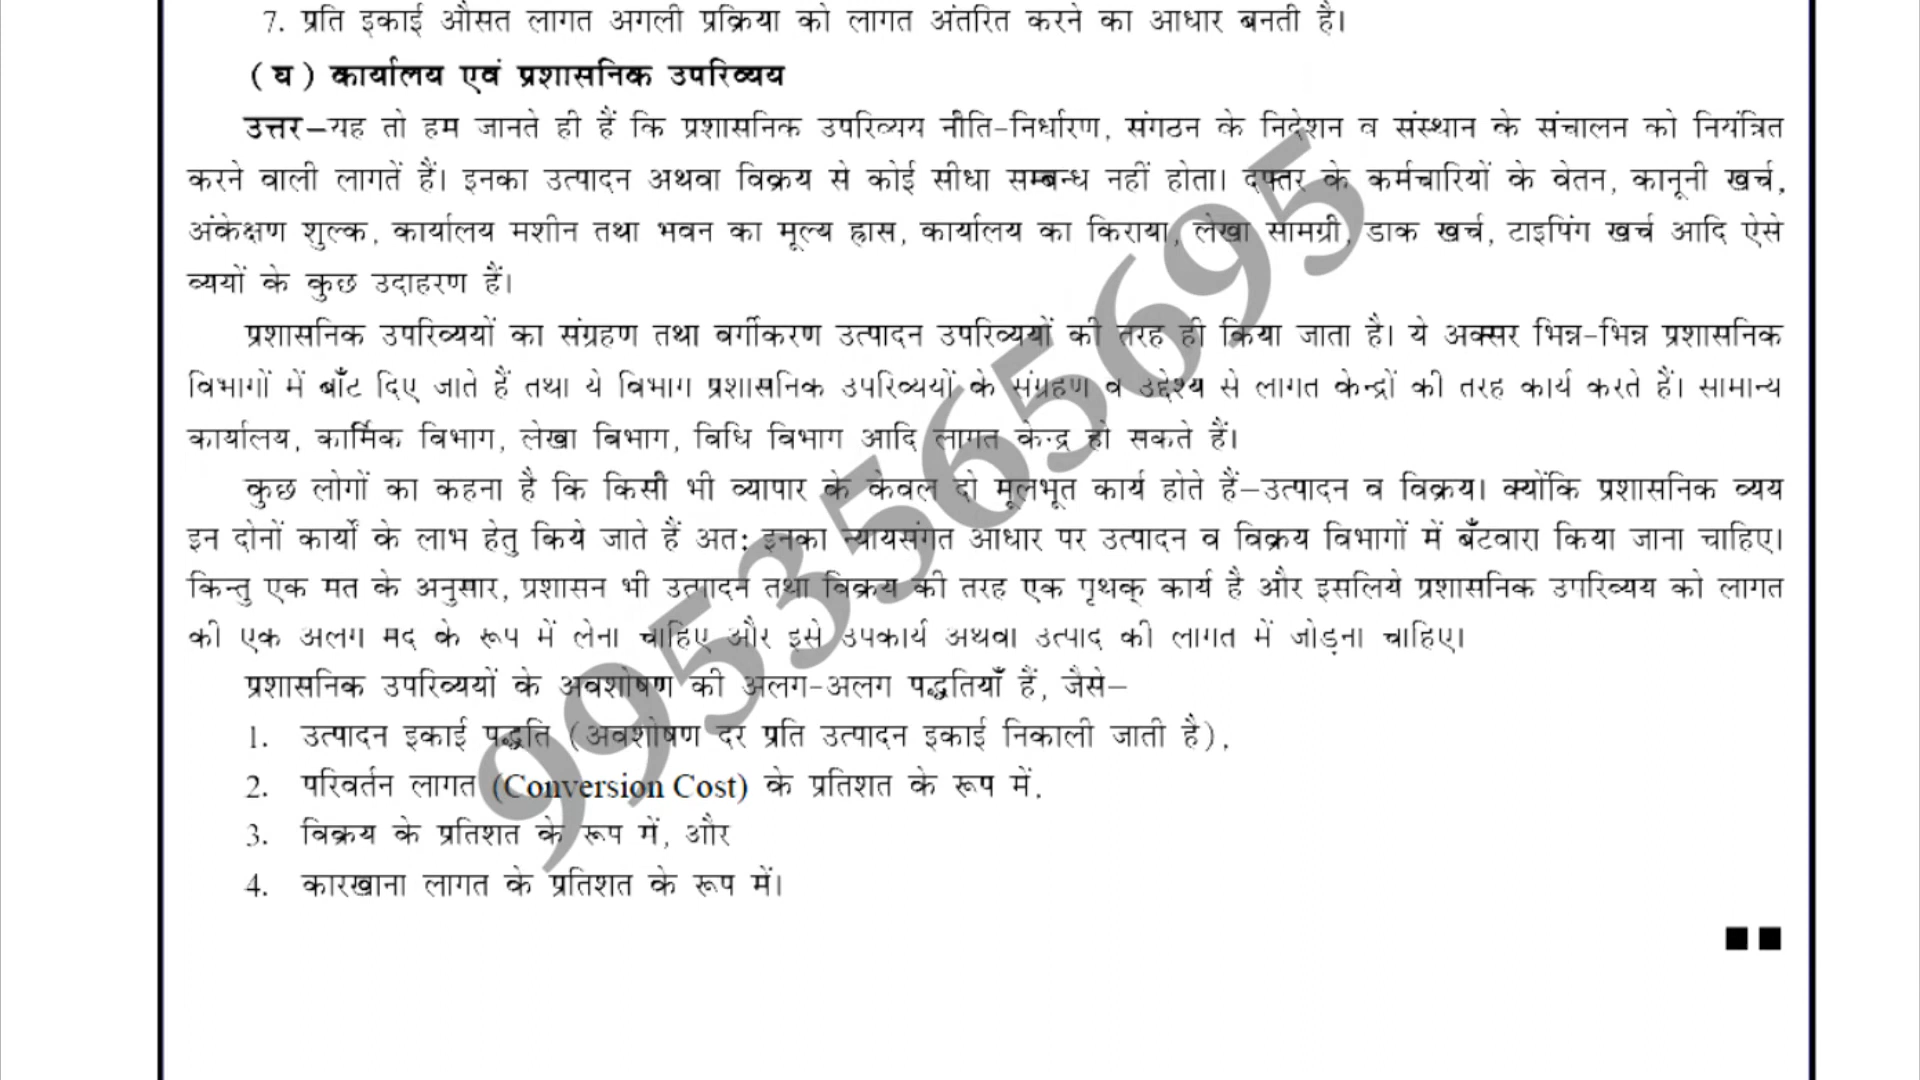 7. प्रति इकाई औसत लागत अगली प्रक्रिया को लागत अंतरित करने का आधार बनती है।
(घ) कार्यालय एवं प्रशासनिक उपरिव्यय
उत्तर–यह तो हम जानते ही हैं कि प्रशासनिक उपरिव्यय नीति-निर्धारण, संगठन के निदेशन व संस्थान के संचालन को नियंत्रित
करने वाली लागतें हैं। इनका उत्पादन अथवा विक्रय से कोई सीधा सम्बन्ध नहीं होता। दफ्तर के कर्मचारियों के वेतन, कानूनी खर्च,
अंकेक्षण शुल्क, कार्यालय मशीन तथा भवन का मूल्य ह्रास, कार्यालय का किराया, लेखा सामग्री, डाक खर्च, टाइपिंग खर्च आदि ऐसे
व्ययों के कुछ उदाहरण हैं।
प्रशासनिक उपरिव्ययों का संग्रहण तथा वर्गीकरण उत्पादन उपरिव्ययों की तरह ही किया जाता है। ये अक्सर भिन्न-भिन्न प्रशासनिक
विभागों में बाँट दिए जाते हैं तथा ये विभाग प्रशासनिक उपरिव्ययों के संग्रहण व उद्देश्य से लागत केन्द्रों की तरह कार्य करते हैं। सामान्य
कार्यालय, कार्मिक विभाग, लेखा विभाग, विधि विभाग आदि लागत केन्द्र हो सकते हैं।
कुछ लोगों का कहना है कि किसी भी व्यापार के केवल दो मूलभूत कार्य होते हैं–उत्पादन व विक्रय। क्योंकि प्रशासनिक व्यय
इन दोनों कार्यों के लाभ हेतु किये जाते हैं अत: इनका न्यायसंगत आधार पर उत्पादन व विक्रय विभागों में बँटवारा किया जाना चाहिए।
किन्तु एक मत के अनुसार, प्रशासन भी उत्पादन तथा विक्रय की तरह एक पृथक् कार्य है और इसलिये प्रशासनिक उपरिव्यय को लागत
की एक अलग मद के रूप में लेना चाहिए और इसे उपकार्य अथवा उत्पाद की लागत में जोड़ना चाहिए।
प्रशासनिक उपरिव्ययों के अवशोषण की अलग-अलग पद्धतियाँ हैं, जैसे–
1. उत्पादन इकाई पद्धति (अवशोषण दर प्रति उत्पादन इकाई निकाली जाती है),
2. परिवर्तन लागत (Conversion Cost) के प्रतिशत के रूप में,
3. विक्रय के प्रतिशत के रूप में, और
4. कारखाना लागत के प्रतिशत के रूप में।
9953565695